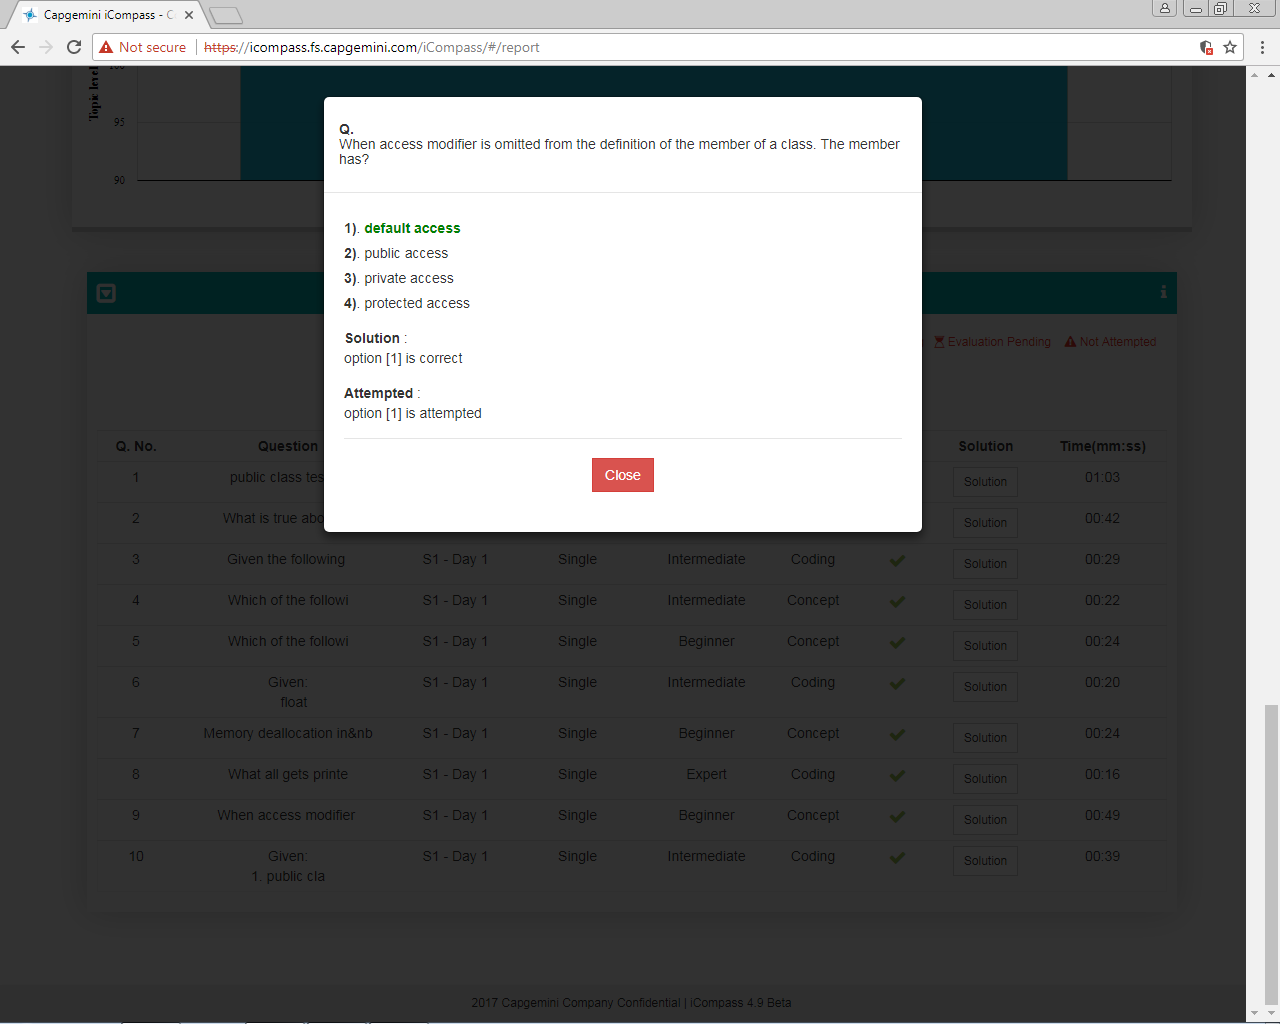 Capgemini iCompass - C
Not secure
https://icompass.fs.capgemini.com/iCompass/#/report
Topic level
100
95
90
Q.
When access modifier is omitted from the definition of the member of a class. The member
has?
1). default access
2). public access
3). private access
4). protected access
Solution :
option [1] is correct
Attempted :
option [1] is attempted
Close
Evaluation Pending Not Attempted
Q. No. Question Solution Time(mm:ss)
1 public class tes Solution 01:03
2 What is true abo Solution 00:42
3 Given the following S1 - Day 1 Single Intermediate Coding Solution 00:29
4 Which of the followi S1 - Day 1 Single Intermediate Concept Solution 00:22
5 Which of the followi S1 - Day 1 Single Beginner Concept Solution 00:24
6 Given: S1 - Day 1 Single Intermediate Coding Solution 00:20
float
7 Memory deallocation in&nb S1 - Day 1 Single Beginner Concept Solution 00:24
8 What all gets printe S1 - Day 1 Single Expert Coding Solution 00:16
9 When access modifier S1 - Day 1 Single Beginner Concept Solution 00:49
10 Given: S1 - Day 1 Single Intermediate Coding Solution 00:39
1. public cla
2017 Capgemini Company Confidential | iCompass 4.9 Beta